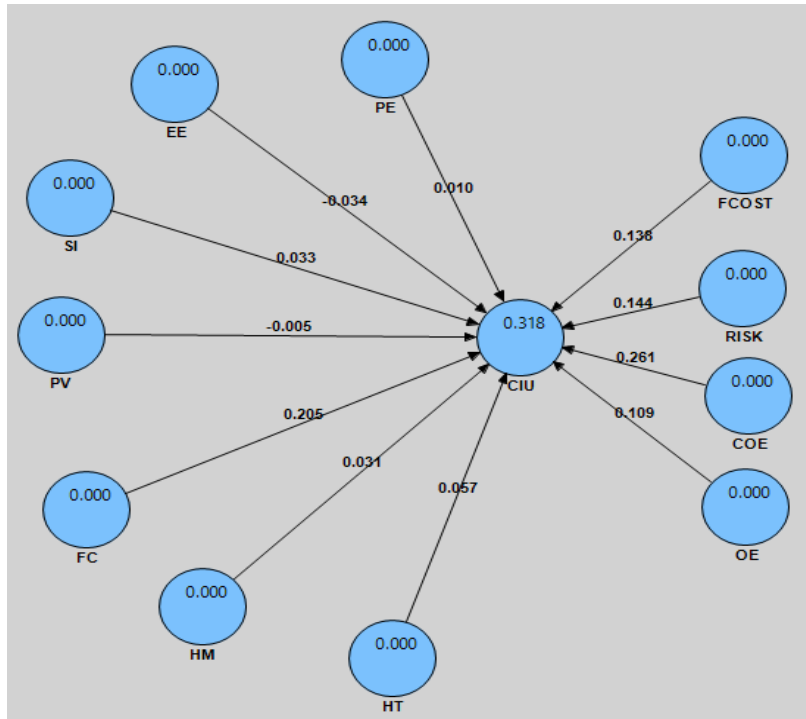 0.000
PE
0.000
EE
0.000
FCOST
0.000
SI
0.010
-0.034
0.138
0.033
0.000
RISK
0.144
0.318
CIU
0.000
PV
-0.005
0.261
0.000
COE
0.109
0.205
0.031
0.057
0.000
OE
0.000
FC
0.000
HM
0.000
HT